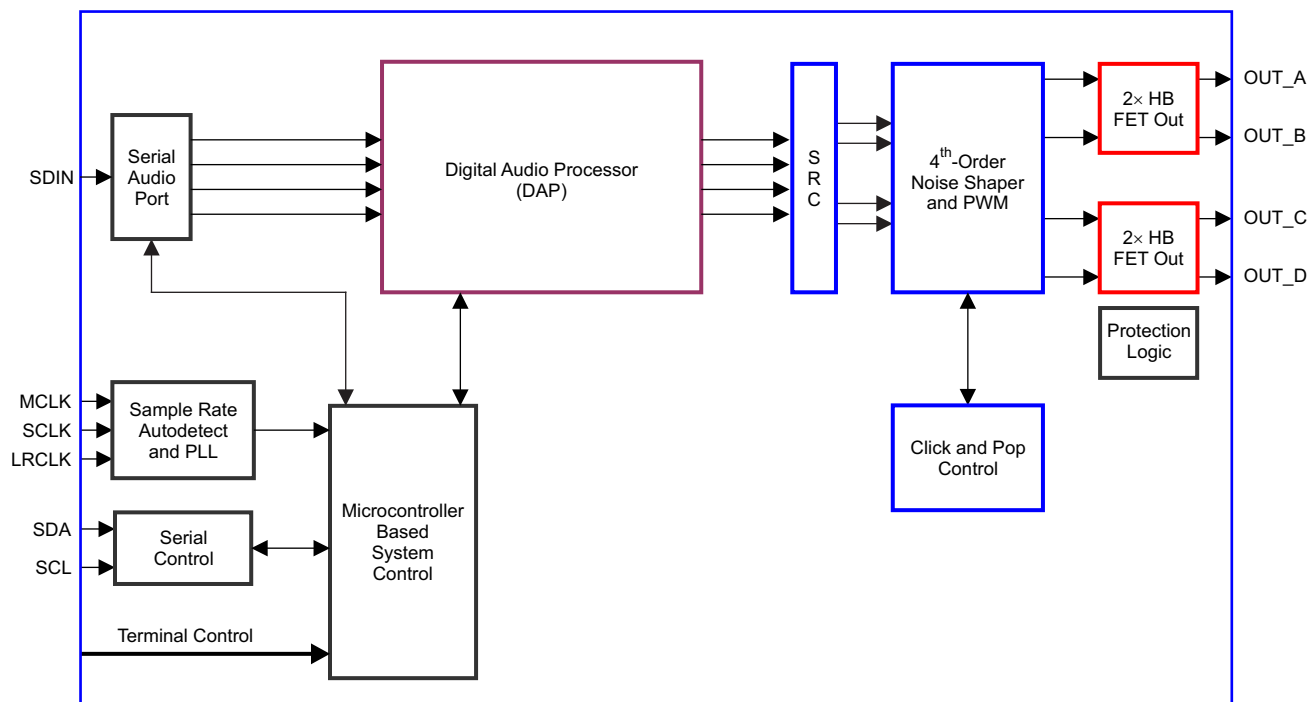 SDIN
Serial
Audio
Port
Digital Audio Processor
(DAP)
S
R
C
4th-Order
Noise Shaper
and PWM
2× HB
FET Out
OUT_A
OUT_B
2× HB
FET Out
OUT_C
OUT_D
Protection
Logic
MCLK
SCLK
LRCLK
Sample Rate
Autodetect
and PLL
SDA
SCL
Serial
Control
Terminal Control
Microcontroller
Based
System
Control
Click and Pop
Control